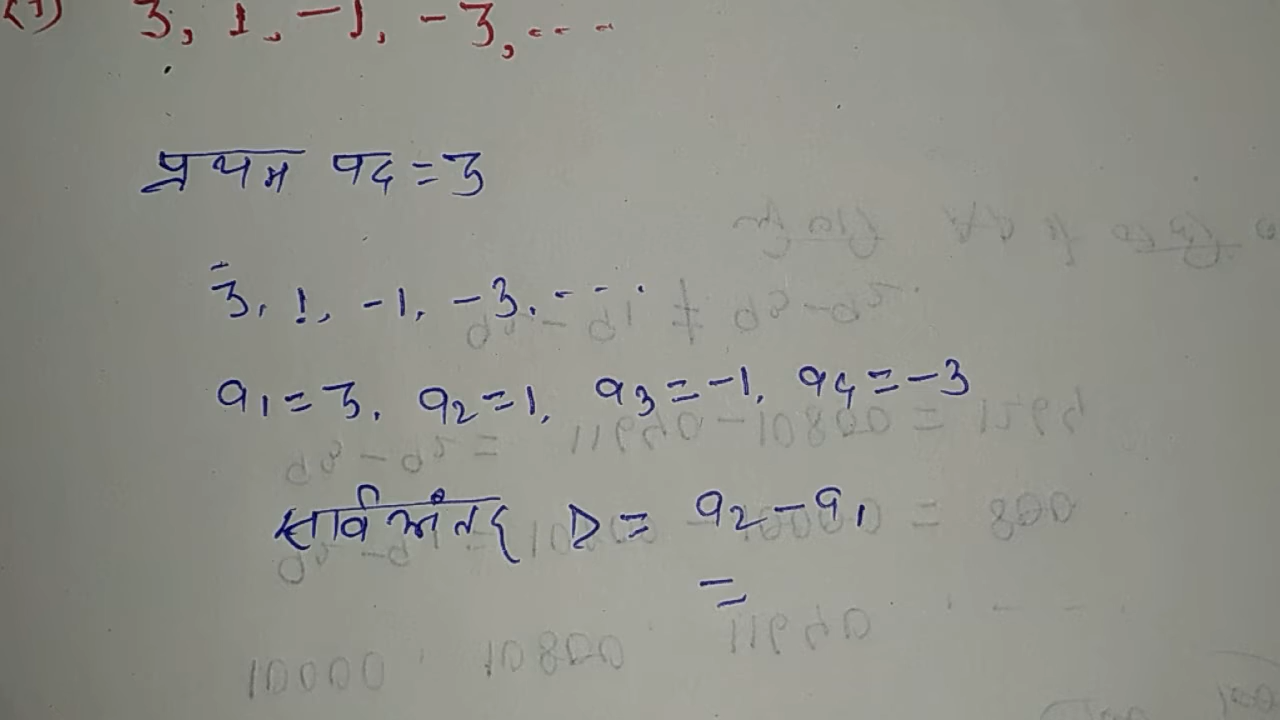 (1) 3, 1, -1, -3, ....
प्रथम पद = 3
3, 1, -1, -3, ....
a1 = 3, a2 = 1, a3 = -1, a4 = -3
सार्व अंतर D = a2 - a1
=